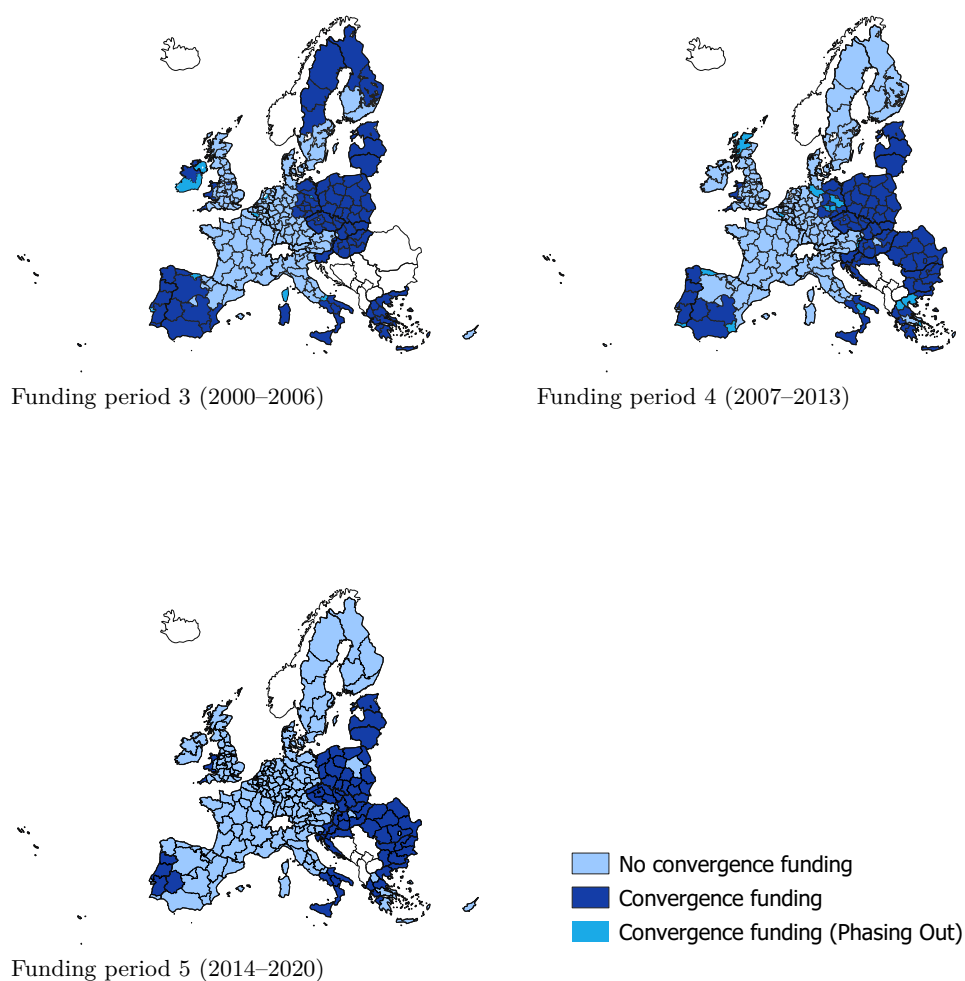 Funding period 3 (2000–2006)
Funding period 4 (2007–2013)
No convergence funding
Convergence funding
Convergence funding (Phasing Out)
Funding period 5 (2014–2020)